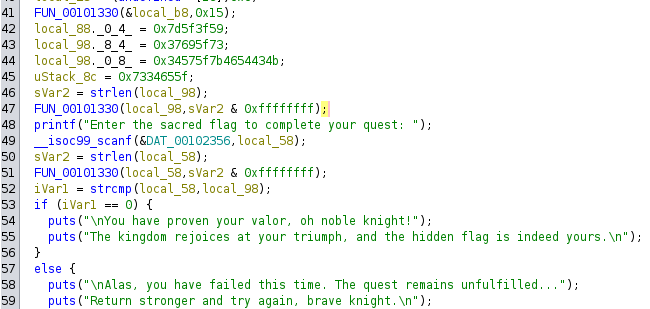 41 FUN_00101330(&local_b8,0x15);
42 local_88._0_4_ = 0x7d5f3f59;
43 local_98._8_4_ = 0x37695f73;
44 local_98._0_8_ = 0x34575f7b4654434b;
45 uStack_8c = 0x7334655f;
46 sVar2 = strlen(local_98);
47 FUN_00101330(local_98,sVar2 & 0xffffffff);
48 printf("Enter the sacred flag to complete your quest: ");
49 __isoc99_scanf(&DAT_00102356,local_58);
50 sVar2 = strlen(local_58);
51 FUN_00101330(local_58,sVar2 & 0xffffffff);
52 iVar1 = strcmp(local_58,local_98);
53 if (iVar1 == 0) {
54 puts("\nYou have proven your valor, oh noble knight!");
55 puts("The kingdom rejoices at your triumph, and the hidden flag is indeed yours.\n");
56 }
57 else {
58 puts("\nAlas, you have failed this time. The quest remains unfulfilled...");
59 puts("Return stronger and try again, brave knight.\n");